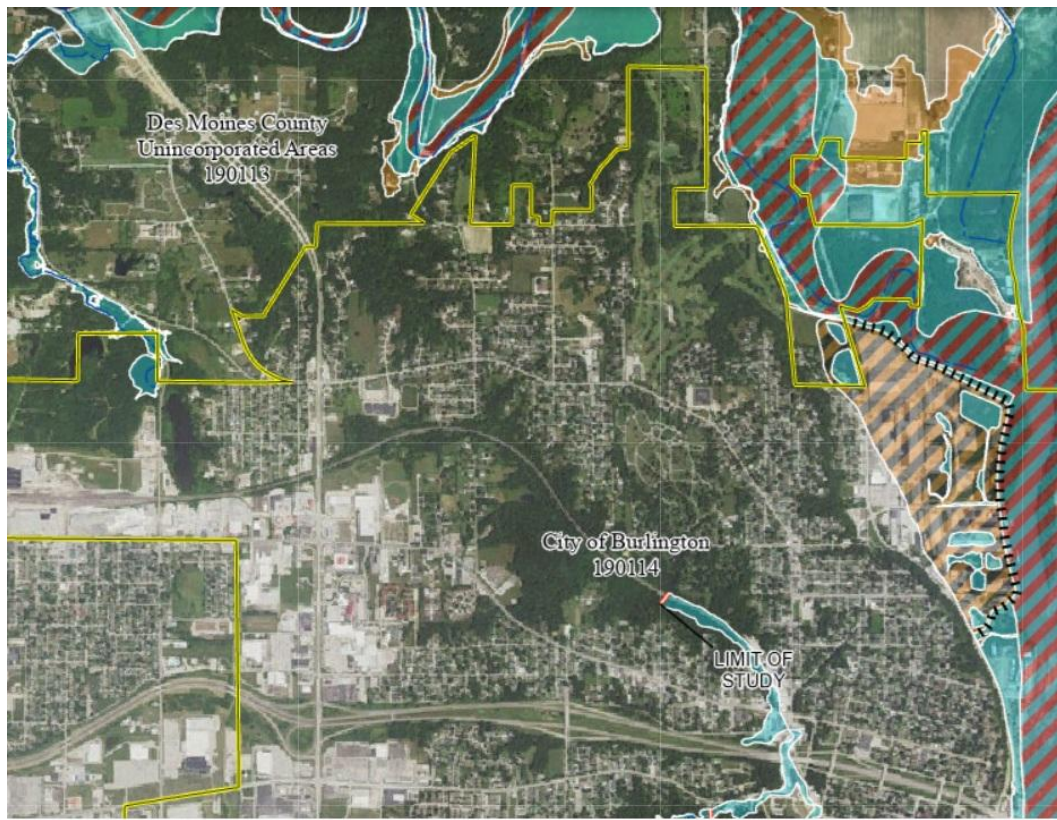 Des Moines County
Unincorporated Areas
190113
City of Burlington
190114
LIMIT OF
STUDY